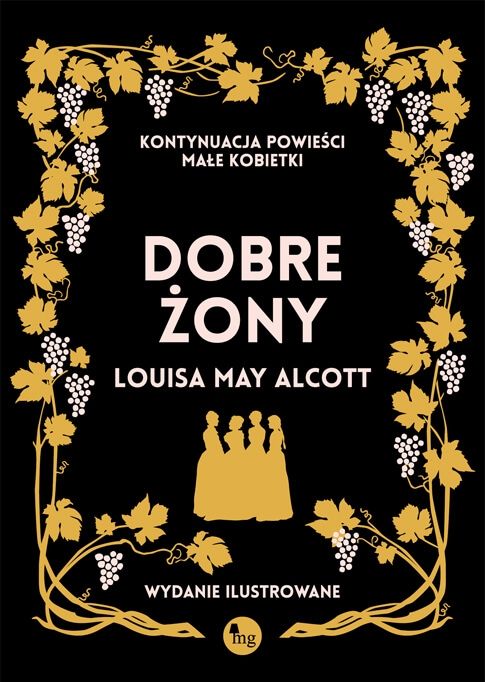 KONTYNUACJA POWIEŚCI
MAŁE KOBIETKI
DOBRE
ŻONY
LOUISA MAY ALCOTT
WYDANIE ILUSTROWANE
mg